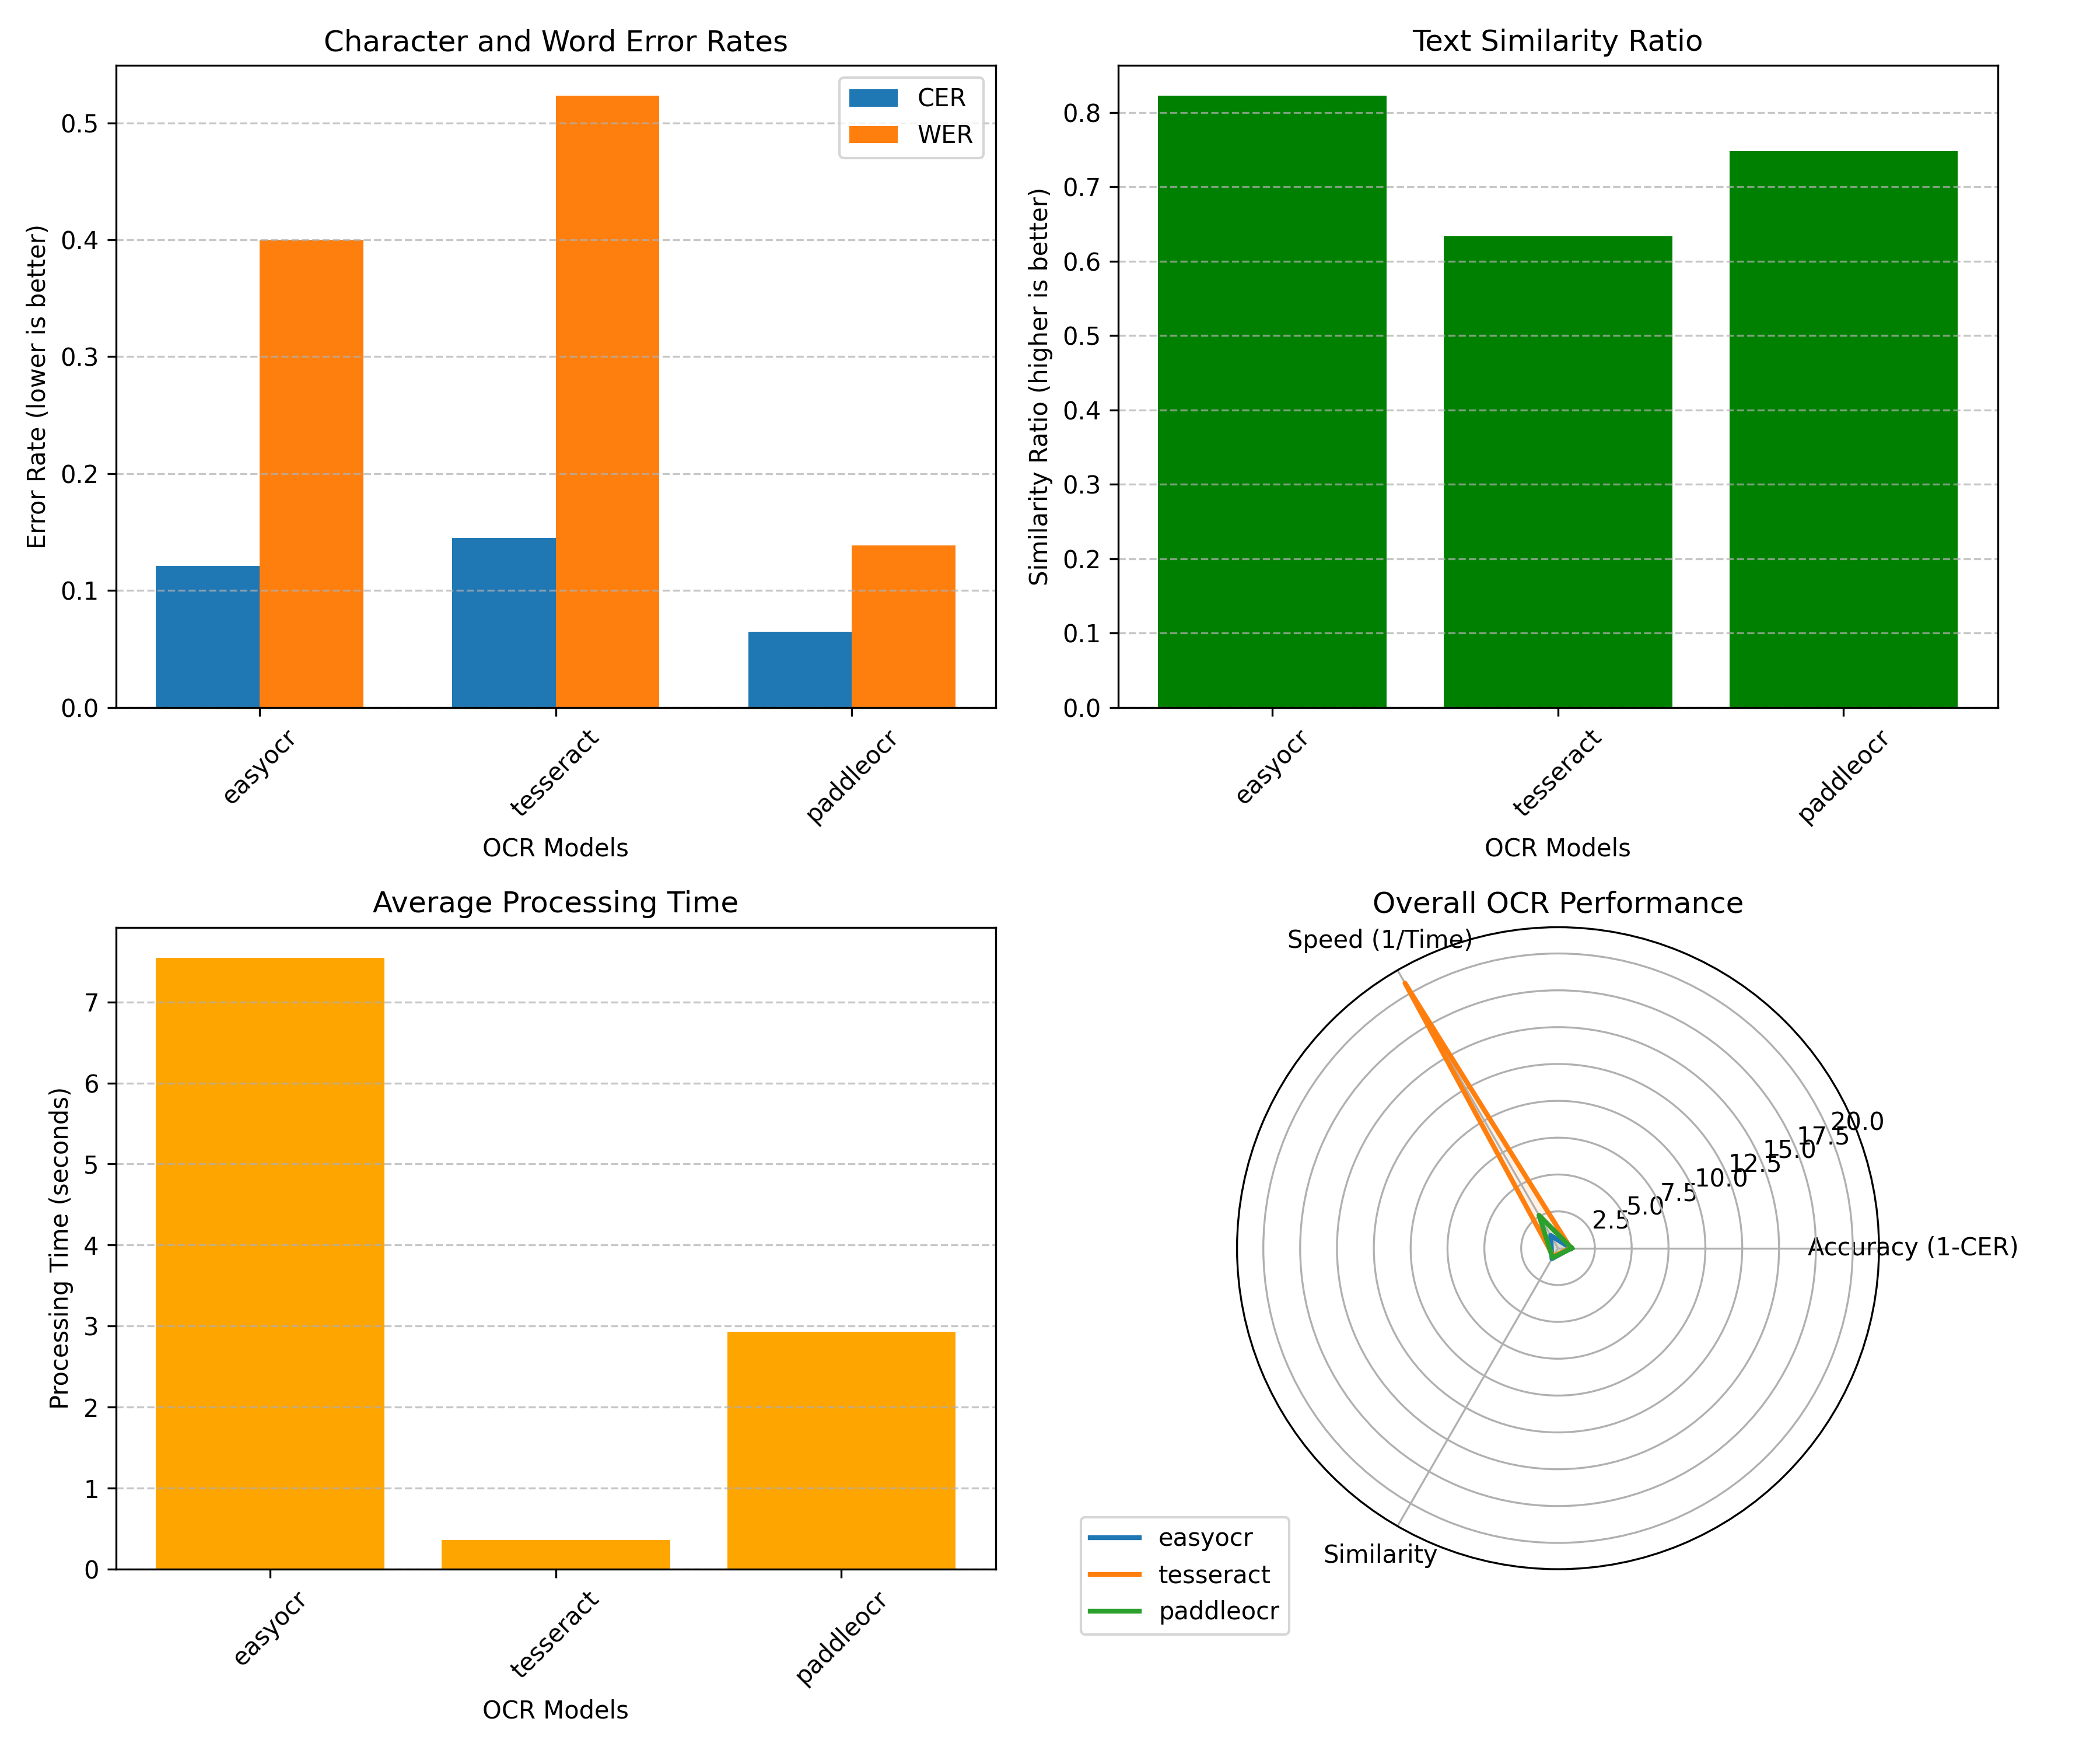 Character and Word Error Rates
Error Rate (lower is better)
0.5
0.4
0.3
0.2
0.1
0.0
CER
WER
easyocr
tesseract
paddleocr
OCR Models
Text Similarity Ratio
Similarity Ratio (higher is better)
0.8
0.7
0.6
0.5
0.4
0.3
0.2
0.1
0.0
easyocr
tesseract
paddleocr
OCR Models
Average Processing Time
Processing Time (seconds)
7
6
5
4
3
2
1
0
easyocr
tesseract
paddleocr
OCR Models
Overall OCR Performance
Speed (1/Time)
20.0
17.5
15.0
12.5
10.0
7.5
5.0
2.5
Accuracy (1-CER)
Similarity
easyocr
tesseract
paddleocr